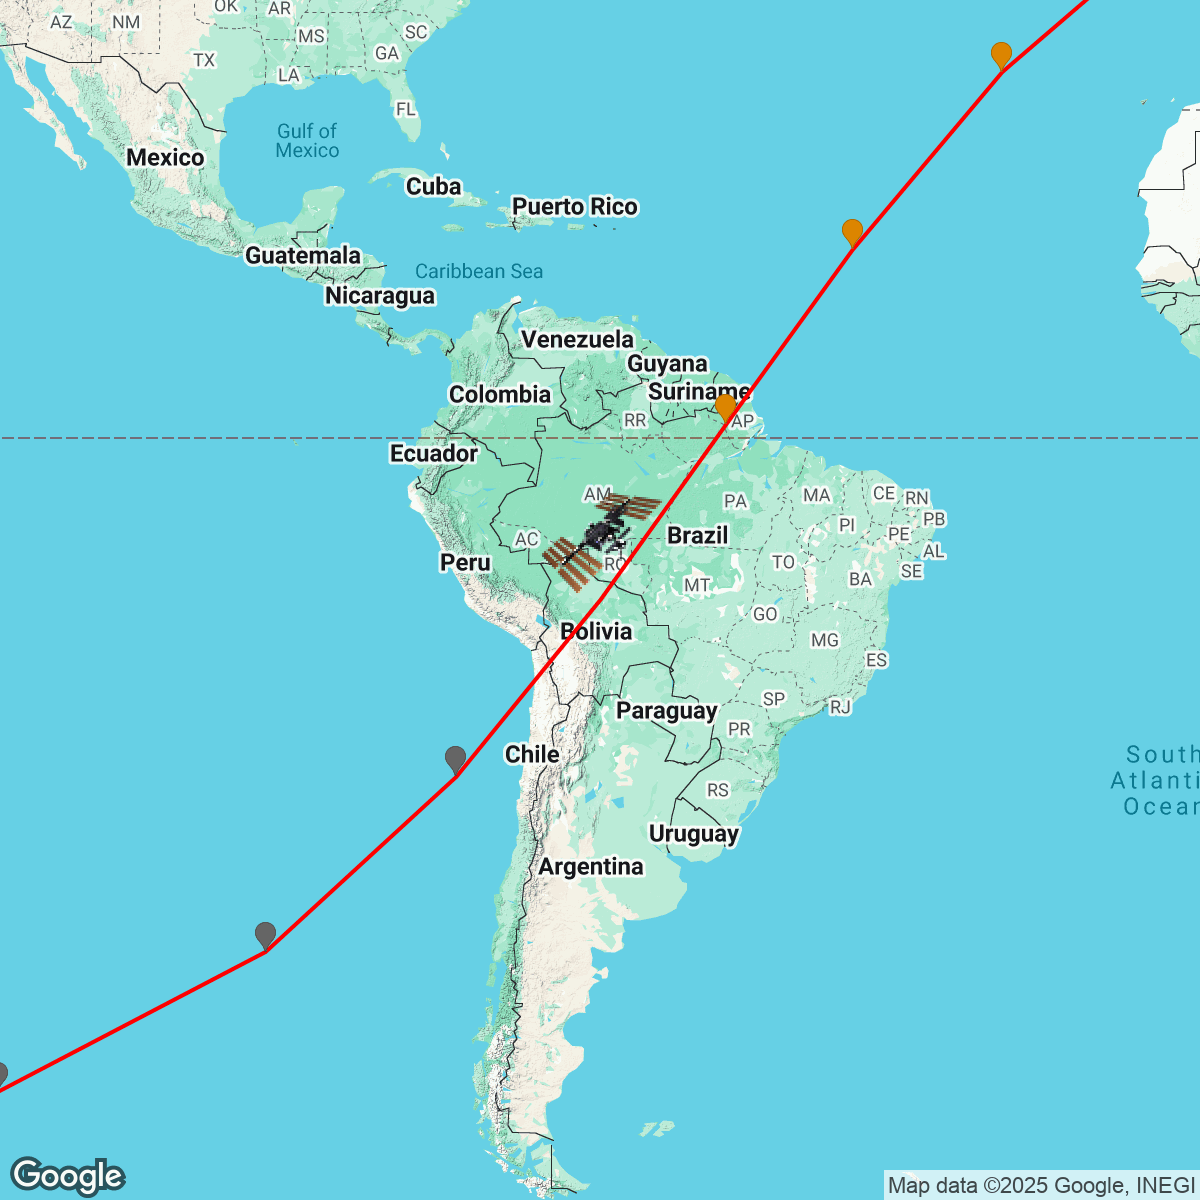 OK
AR
AZ
NM
SC
MS
GA
TX
LA
FL
Gulf of
Mexico
Mexico
Cuba
Puerto Rico
Guatemala
Caribbean Sea
Nicaragua
Venezuela
Guyana
Suriname
Colombia
RR
AP
Ecuador
AM
PA
MA
CE
RN
PB
PI
PE
AC
Brazil
AL
Peru
RO
TO
SE
MT
BA
GO
Bolivia
MG
ES
SP
RJ
Paraguay
PR
Chile
South
Atlanti
Ocean
RS
Uruguay
Argentina
Google
Map data ©2025 Google, INEGI